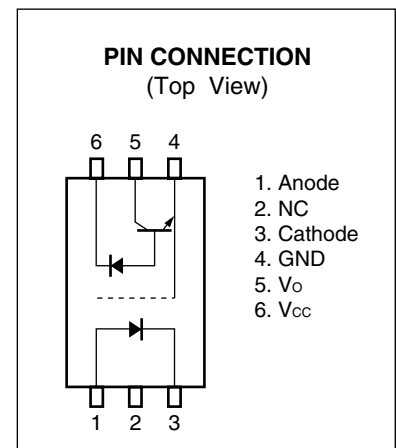 PIN CONNECTION
(Top View)
6 5 4
1. Anode
2. NC
3. Cathode
4. GND
5. Vo
6. Vcc
1 2 3